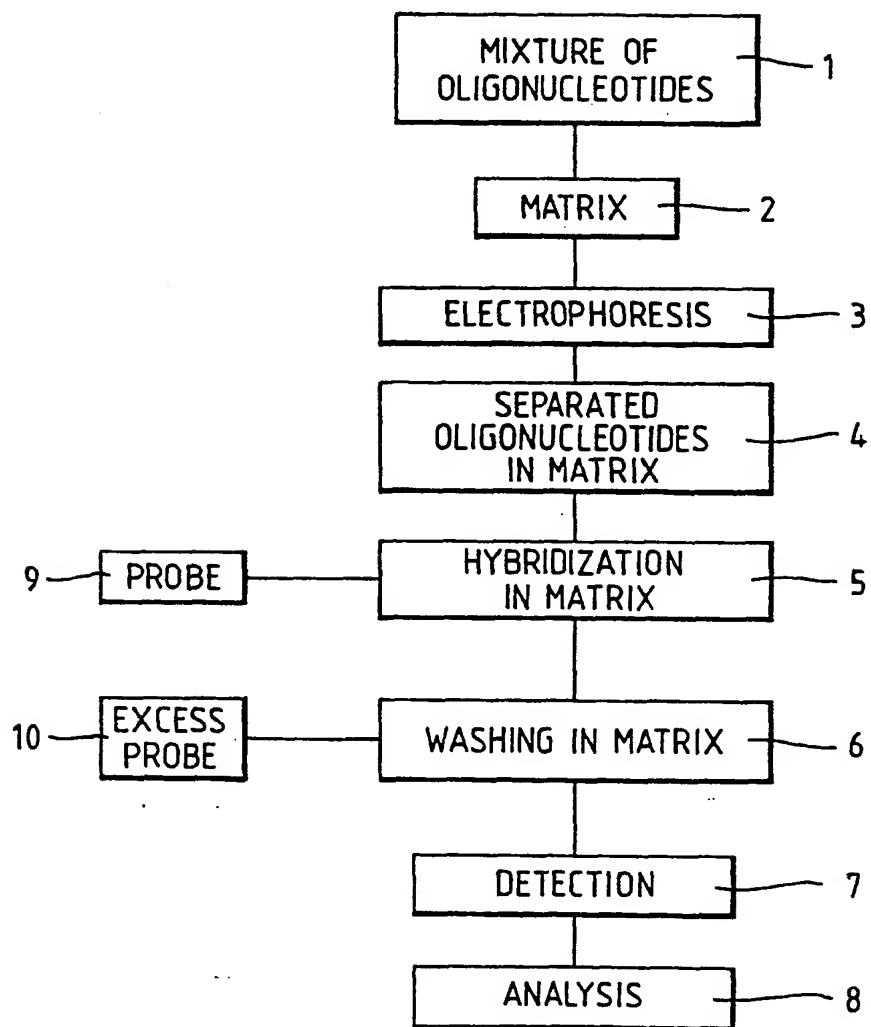 MIXTURE OF
OLIGONUCLEOTIDES
1
MATRIX
2
ELECTROPHORESIS
3
SEPARATED
OLIGONUCLEOTIDES
IN MATRIX
4
9
PROBE
HYBRIDIZATION
IN MATRIX
5
10
EXCESS
PROBE
WASHING IN MATRIX
6
DETECTION
7
ANALYSIS
8